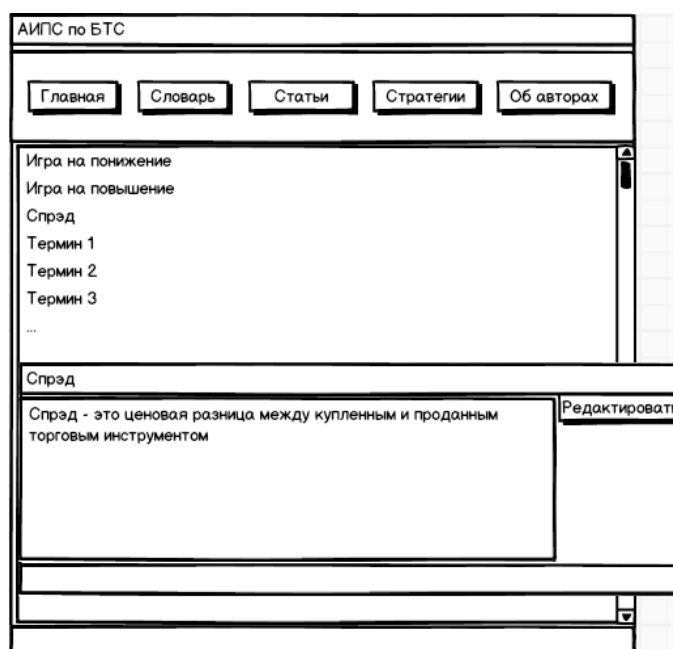 АИПС по БТС
Главная Словарь Статьи Стратегии Об авторах
Игра на понижение
Игра на повышение
Спрэд
Термин 1
Термин 2
Термин 3
...
Спрэд
Спрэд - это ценовая разница между купленным и проданным
торговым инструментом
Редактировать